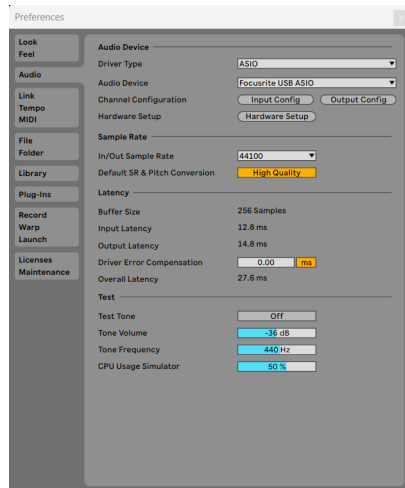 Preferences
Look
Feel
Audio
Link
Tempo
MIDI
File
Folder
Library
Plug-Ins
Record
Warp
Launch
Licenses
Maintenance
Audio Device
Driver Type ASIO
Audio Device Focusrite USB ASIO
Channel Configuration Input Config Output Config
Hardware Setup Hardware Setup
Sample Rate
In/Out Sample Rate 44100
Default SR & Pitch Conversion High Quality
Latency
Buffer Size 256 Samples
Input Latency 12.8 ms
Output Latency 14.8 ms
Driver Error Compensation 0.00 ms
Overall Latency 27.6 ms
Test
Test Tone Off
Tone Volume -36 dB
Tone Frequency 440 Hz
CPU Usage Simulator 50 %